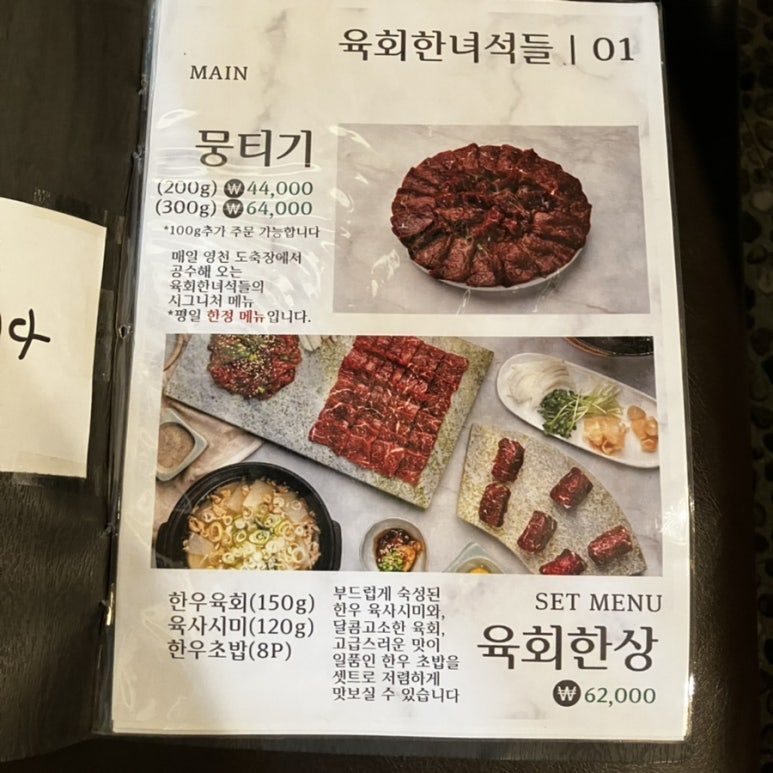 육회한녀석들 | 01
MAIN
뭉티기
(200g) ₩44,000
(300g) ₩64,000
*100g추가 주문 가능합니다
매일 영천 도축장에서
공수해 오는
육회한녀석들의
시그니처 메뉴
*평일 한정 메뉴입니다.
한우육회(150g)
육사시미(120g)
한우초밥(8P)
부드럽게 숙성된
한우 육사시미와,
달콤고소한 육회,
고급스러운 맛이
일품인 한우 초밥을
셋트로 저렴하게
맛보실 수 있습니다
SET MENU
육회한상
₩62,000